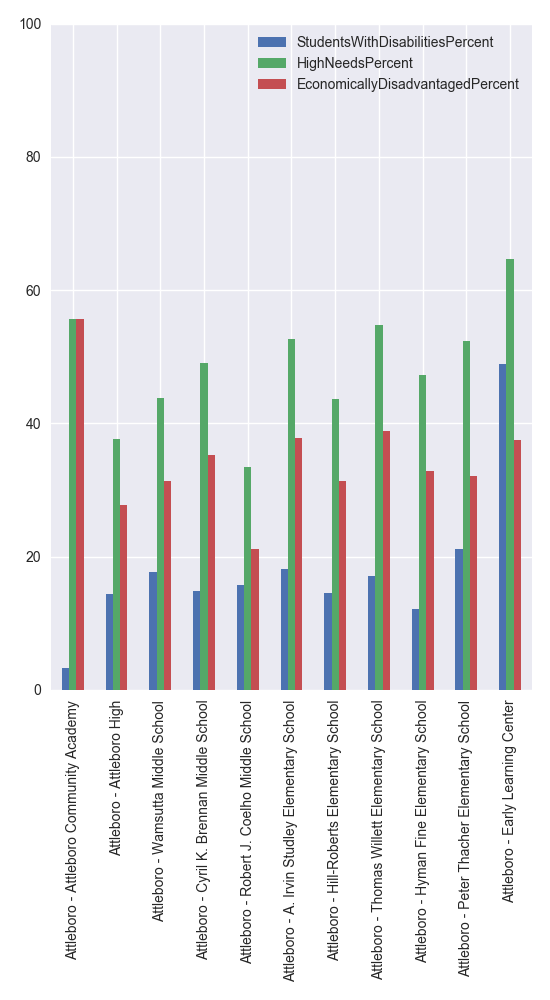 100
80
60
40
20
0
StudentsWithDisabilitiesPercent
HighNeedsPercent
EconomicallyDisadvantagedPercent
Attleboro - Attleboro Community Academy
Attleboro - Attleboro High
Attleboro - Wamsutta Middle School
Attleboro - Cyril K. Brennan Middle School
Attleboro - Robert J. Coelho Middle School
Attleboro - A. Irvin Studley Elementary School
Attleboro - Hill-Roberts Elementary School
Attleboro - Thomas Willett Elementary School
Attleboro - Hyman Fine Elementary School
Attleboro - Peter Thacher Elementary School
Attleboro - Early Learning Center